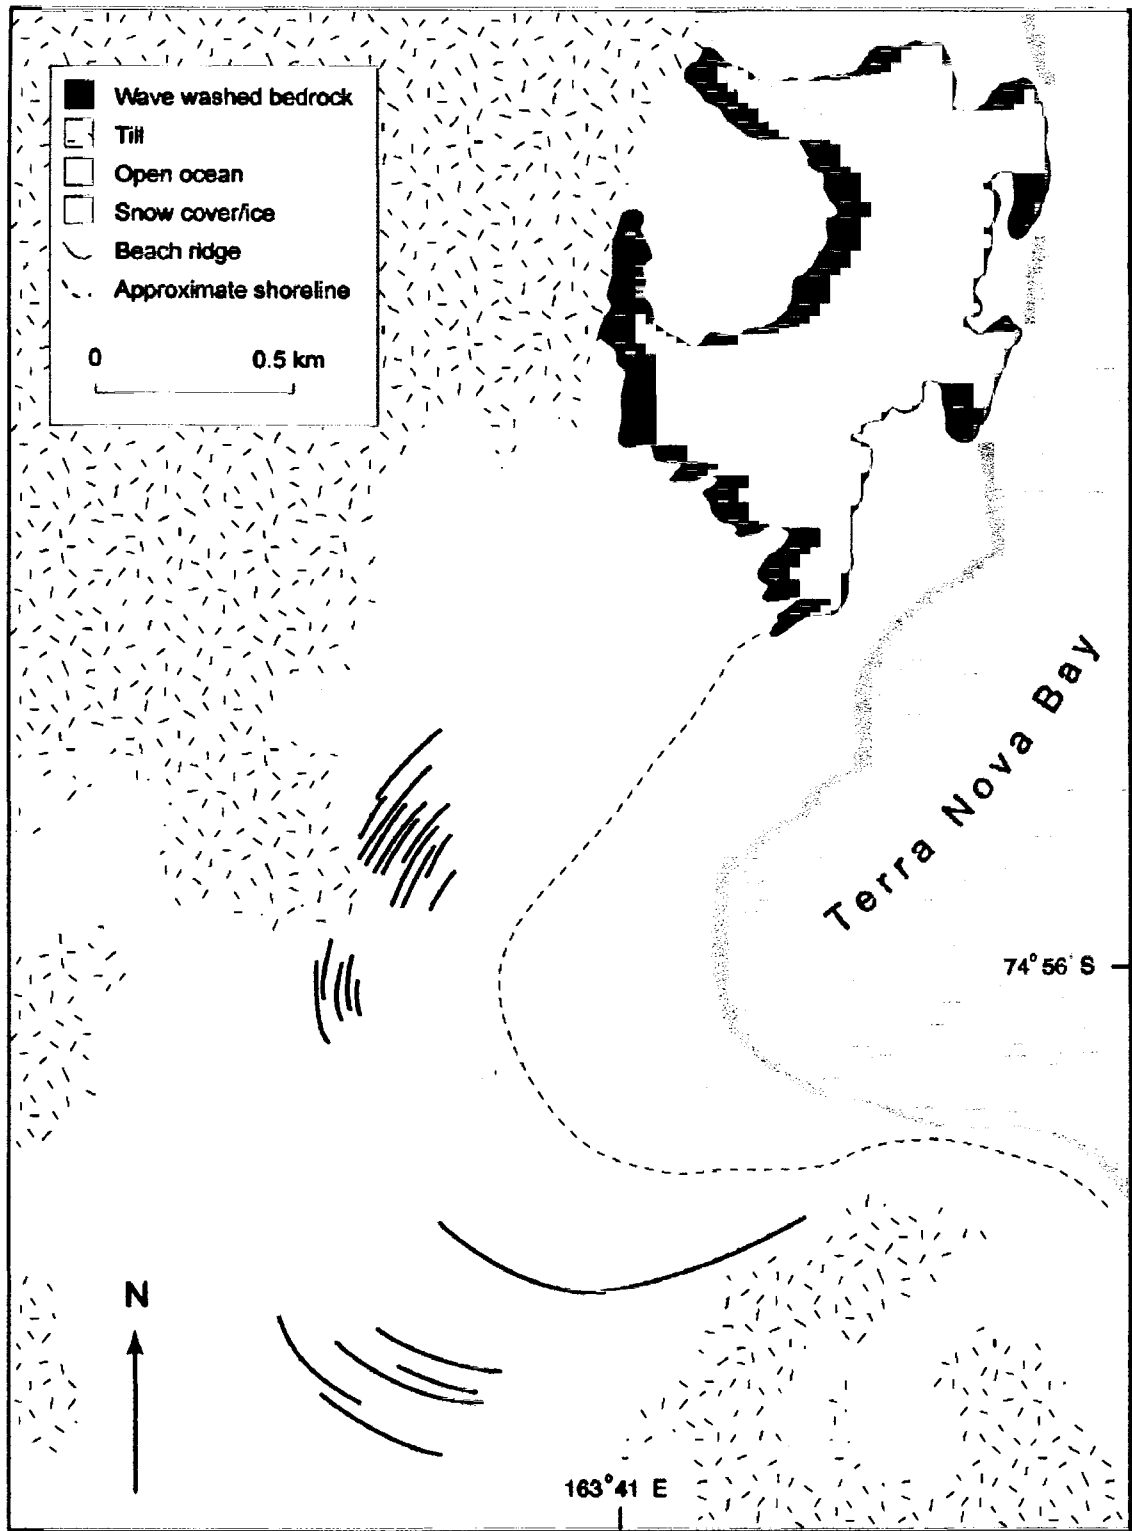 Wave washed bedrock
Till
Open ocean
Snow cover/ice
Beach ridge
Approximate shoreline
0 0.5 km
Terra Nova Bay
74°56' S
N
163°41 E